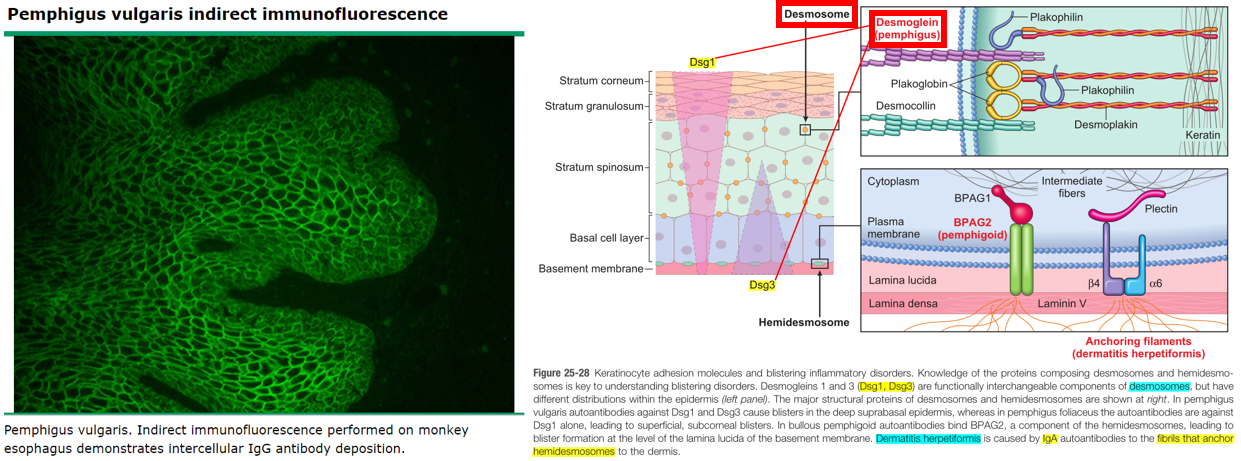 Pemphigus vulgaris indirect immunofluorescence
Pemphigus vulgaris. Indirect immunofluorescence performed on monkey
esophagus demonstrates intercellular IgG antibody deposition.
Desmosome
Desmoglein
(pemphigus)
Dsg1
Stratum corneum
Stratum granulosum
Stratum spinosum
Basal cell layer
Basement membrane
Dsg3
Hemidesmosome
Plakophilin
Plakoglobin
Plakophilin
Desmocollin
Desmoplakin
Keratin
Cytoplasm
Intermediate
fibers
BPAG1
Plectin
BPAG2
(pemphigoid)
Plasma
membrane
Lamina lucida
β4
α6
Lamina densa
Laminin V
Anchoring filaments
(dermatitis herpetiformis)
Figure 25-28 Keratinocyte adhesion molecules and blistering inflammatory disorders. Knowledge of the proteins composing desmosomes and hemidesmo-
somes is key to understanding blistering disorders. Desmogleins 1 and 3 (Dsg1, Dsg3) are functionally interchangeable components of desmosomes, but have
different distributions within the epidermis (left panel). The major structural proteins of desmosomes and hemidesmosomes are shown at right. In pemphigus
vulgaris autoantibodies against Dsg1 and Dsg3 cause blisters in the deep suprabasal epidermis, whereas in pemphigus foliaceus the autoantibodies are against
Dsg1 alone, leading to superficial, subcorneal blisters. In bullous pemphigoid autoantibodies bind BPAG2, a component of the hemidesmosomes, leading to
blister formation at the level of the lamina lucida of the basement membrane. Dermatitis herpetiformis is caused by IgA autoantibodies to the fibrils that anchor
hemidesmosomes to the dermis.